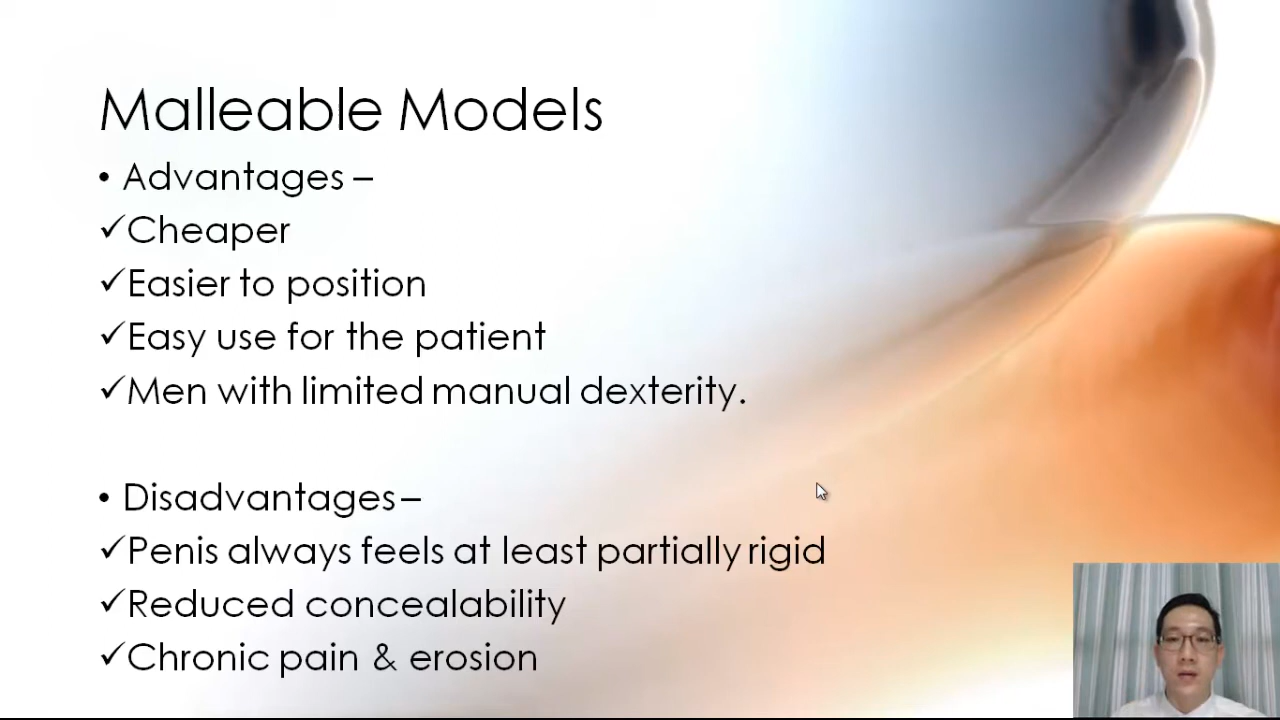 Malleable Models
• Advantages –
✓Cheaper
✓Easier to position
✓Easy use for the patient
✓Men with limited manual dexterity.
• Disadvantages –
✓Penis always feels at least partially rigid
✓Reduced concealability
✓Chronic pain & erosion